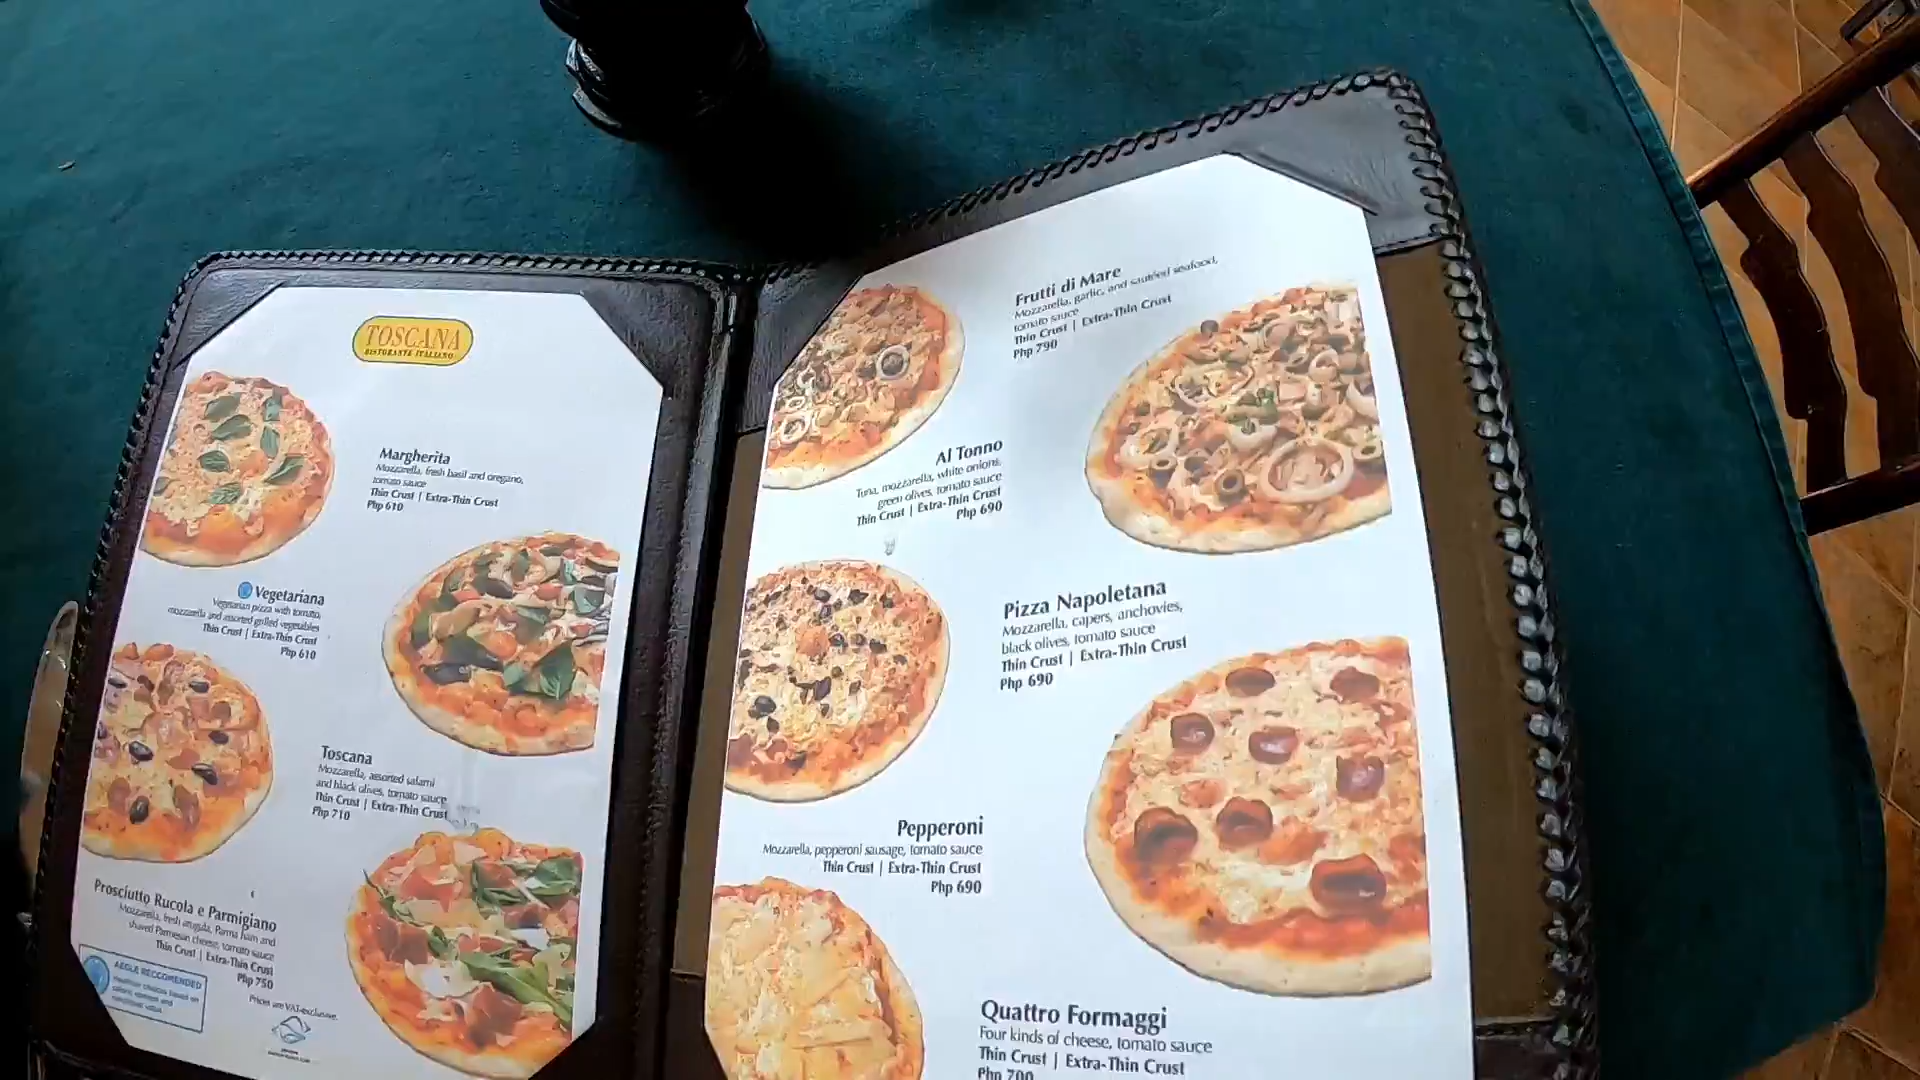 TOSCANA
RISTORANTE ITALIANO
Margherita
Mozzarella, fresh basil and oregano,
tomato sauce
Thin Crust | Extra-Thin Crust
Php 610
Vegetariana
Vegetarian pizza with tomato,
mozzarella and assorted grilled vegetables
Thin Crust | Extra-Thin Crust
Php 610
Toscana
Mozzarella, assorted salami
and black olives, tomato sauce
Thin Crust | Extra-Thin Crust
Php 710
Prosciutto Rucola e Parmigiano
Mozzarella, fresh arugula, Parma ham and
shaved Parmesan cheese, tomato sauce
Thin Crust | Extra-Thin Crust
Php 750
AEGLE RECCOMENDED
Prices are VAT-exclusive.
Frutti di Mare
Mozzarella, garlic, and sautéed seafood,
tomato sauce
Thin Crust | Extra-Thin Crust
Php 790
Al Tonno
Tuna, mozzarella, white onions,
green olives, tomato sauce
Thin Crust | Extra-Thin Crust
Php 690
Pizza Napoletana
Mozzarella, capers, anchovies,
black olives, tomato sauce
Thin Crust | Extra-Thin Crust
Php 690
Pepperoni
Mozzarella, pepperoni sausage, tomato sauce
Thin Crust | Extra-Thin Crust
Php 690
Quattro Formaggi
Four kinds of cheese, tomato sauce
Thin Crust | Extra-Thin Crust
Php 700